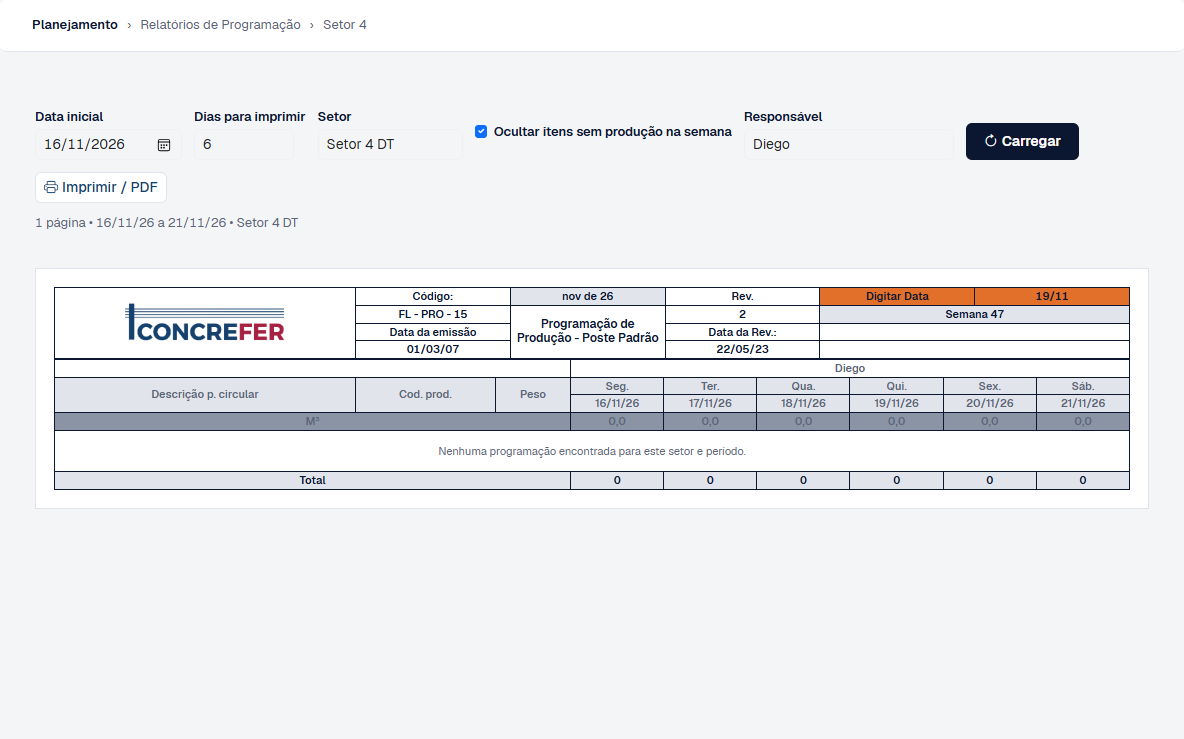 Planejamento › Relatórios de Programação › Setor 4
Data inicial Dias para imprimir Setor
Ocultar itens sem produção na semana
Responsável
16/11/2026 6 Setor 4 DT Diego
Carregar
Imprimir / PDF
1 página • 16/11/26 a 21/11/26 • Setor 4 DT
CONCREFER
Código: nov de 26 Rev. Digitar Data 19/11
FL - PRO - 15 2 Semana 47
Programação de Produção - Poste Padrão
Data da emissão Data da Rev.:
01/03/07 22/05/23
Diego
Descrição p. circular Cod. prod. Peso Seg. Ter. Qua. Qui. Sex. Sáb.
16/11/26 17/11/26 18/11/26 19/11/26 20/11/26 21/11/26
M³ 0,0 0,0 0,0 0,0 0,0 0,0
Nenhuma programação encontrada para este setor e período.
Total 0 0 0 0 0 0